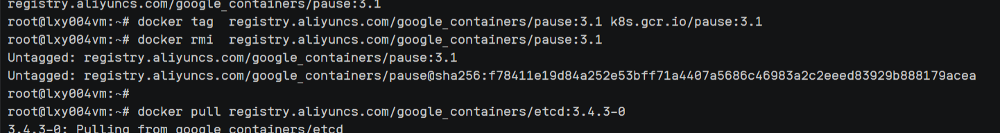 registry.aliyuncs.com/google_containers/pause:3.1
root@lxy004vm:~# docker tag  registry.aliyuncs.com/google_containers/pause:3.1 k8s.gcr.io/pause:3.1
root@lxy004vm:~# docker rmi  registry.aliyuncs.com/google_containers/pause:3.1
Untagged: registry.aliyuncs.com/google_containers/pause:3.1
Untagged: registry.aliyuncs.com/google_containers/pause@sha256:f78411e19d84a252e53bff71a4407a5686c46983a2c2eeed83929b888179acea
root@lxy004vm:~#
root@lxy004vm:~# docker pull registry.aliyuncs.com/google_containers/etcd:3.4.3-0
3.4.3-0: Pulling from google_containers/etcd